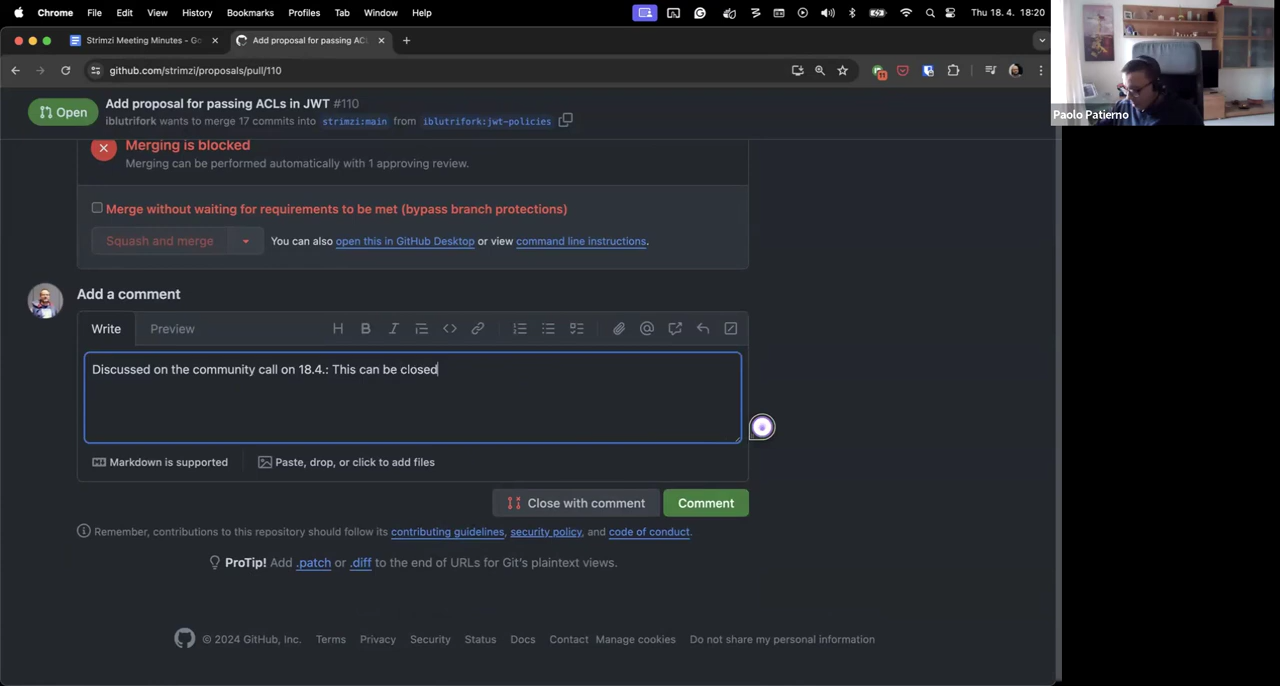 Chrome File Edit View History Bookmarks Profiles Tab Window Help Thu 18. 4. 18:20
Strimzi Meeting Minutes - Go
Add proposal for passing ACL
github.com/strimzi/proposals/pull/110
11
Paolo Patierno
Open
Add proposal for passing ACLs in JWT #110
iblutrifork wants to merge 17 commits into strimzi:main from iblutrifork:jwt-policies
Merging is blocked
Merging can be performed automatically with 1 approving review.
Merge without waiting for requirements to be met (bypass branch protections)
Squash and merge
You can also open this in GitHub Desktop or view command line instructions.
Add a comment
Write Preview
Discussed on the community call on 18.4.: This can be closed
Markdown is supported
Paste, drop, or click to add files
Close with comment
Comment
Remember, contributions to this repository should follow its contributing guidelines, security policy, and code of conduct.
ProTip! Add .patch or .diff to the end of URLs for Git's plaintext views.
© 2024 GitHub, Inc. Terms Privacy Security Status Docs Contact Manage cookies Do not share my personal information